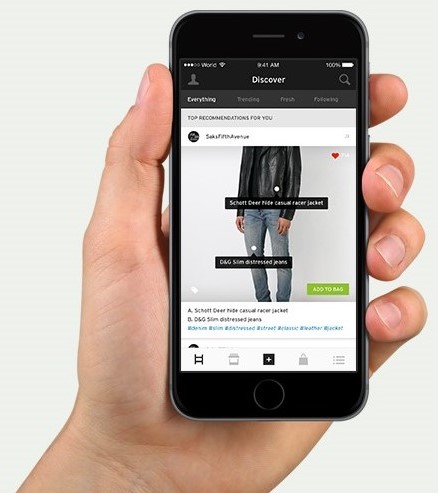 World 9:41 AM 100%
Discover
Everything Trending Fresh Following
TOP RECOMMENDATIONS FOR YOU
SaksFifthAvenue
Schott Deer hide casual racer jacket
D&G Slim distressed jeans
ADD TO BAG
A. Schott Deer hide casual racer jacket
B. D&G Slim distressed jeans
#denim #slim #distressed #street #classic #leather #jacket